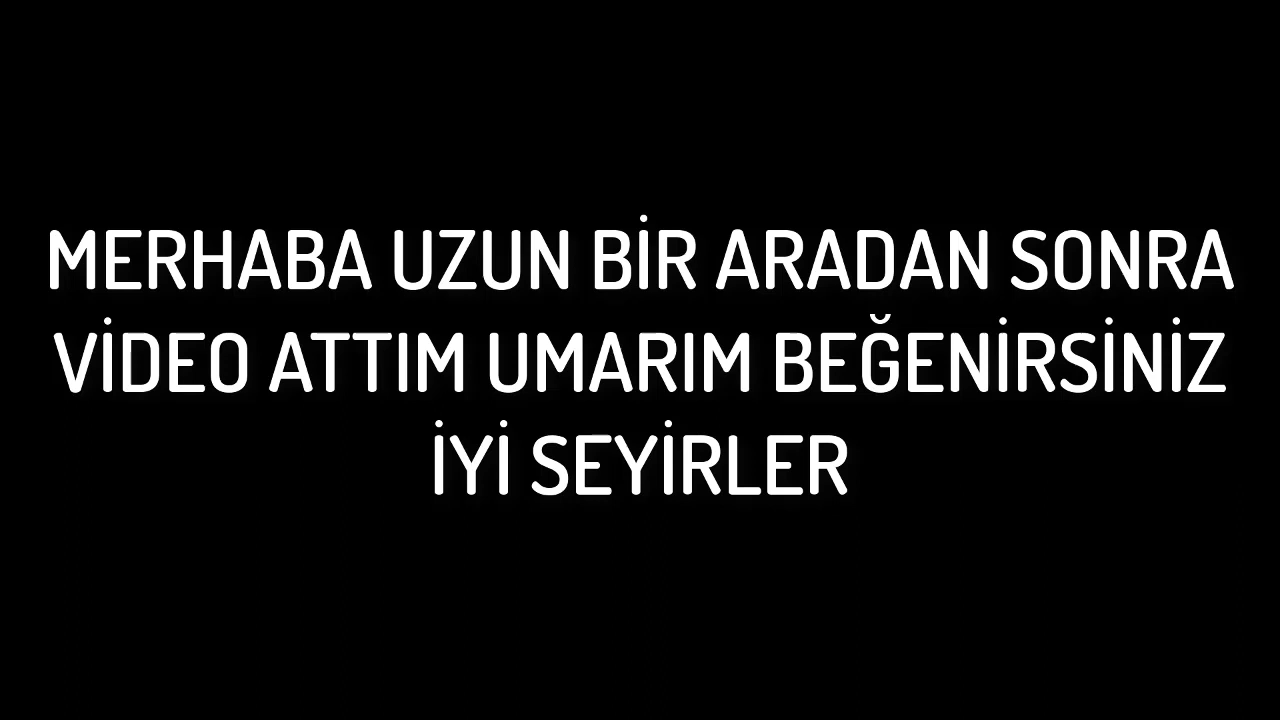 MERHABA UZUN BİR ARADAN SONRA
VİDEO ATTIM UMARIM BEĞENİRSİNİZ
İYİ SEYİRLER